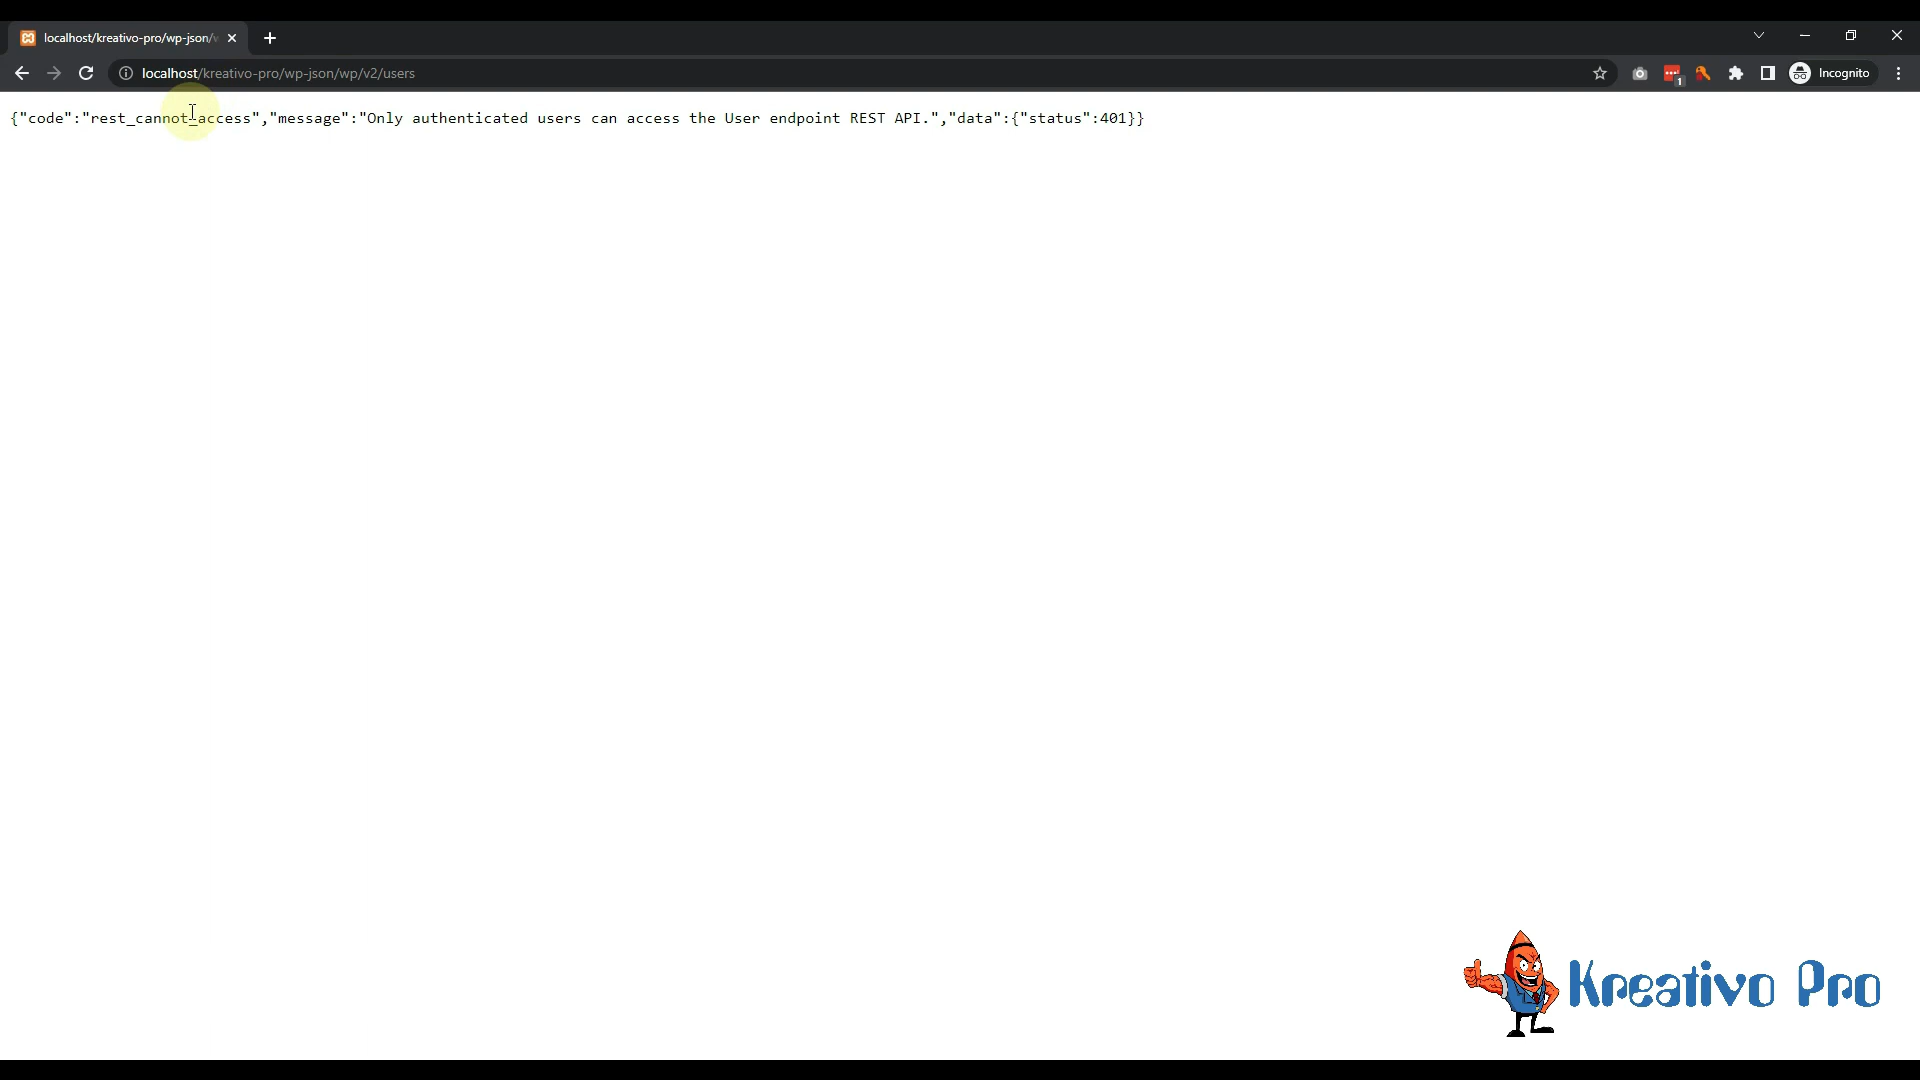 localhost/kreativo-pro/wp-json/
localhost/kreativo-pro/wp-json/wp/v2/users
1
Incognito
{"code":"rest_cannot_access","message":"Only authenticated users can access the User endpoint REST API.","data":{"status":401}}
Kreativo Pro